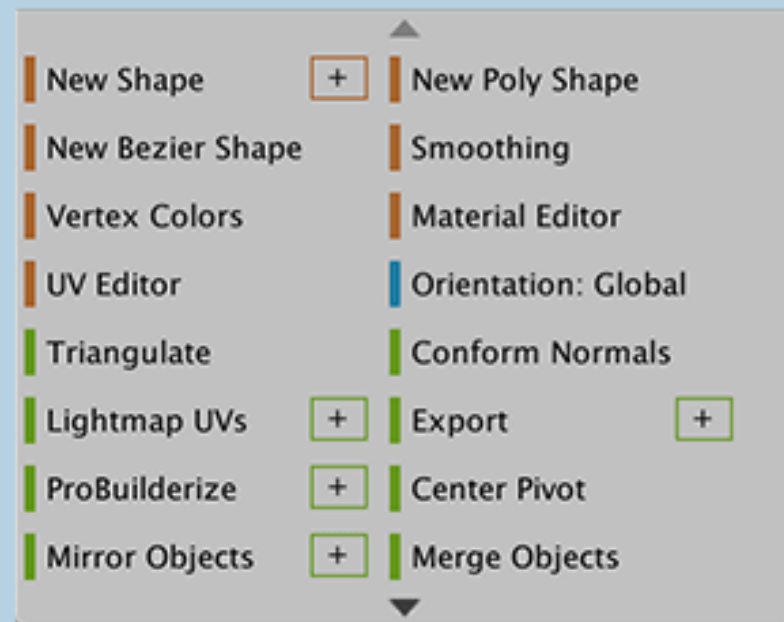 New Shape + New Poly Shape
New Bezier Shape Smoothing
Vertex Colors Material Editor
UV Editor Orientation: Global
Triangulate Conform Normals
Lightmap UVs + Export +
ProBuilderize + Center Pivot
Mirror Objects + Merge Objects